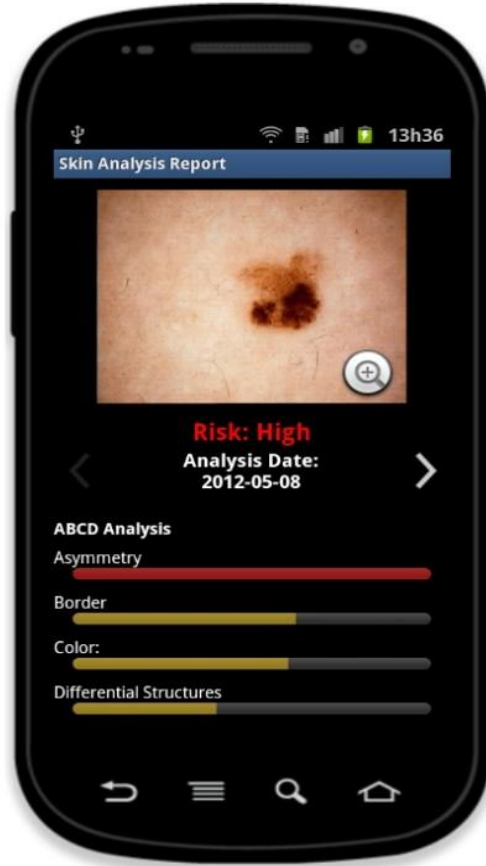 13h36
Skin Analysis Report
Risk: High
Analysis Date:
2012-05-08
ABCD Analysis
Asymmetry
Border
Color:
Differential Structures